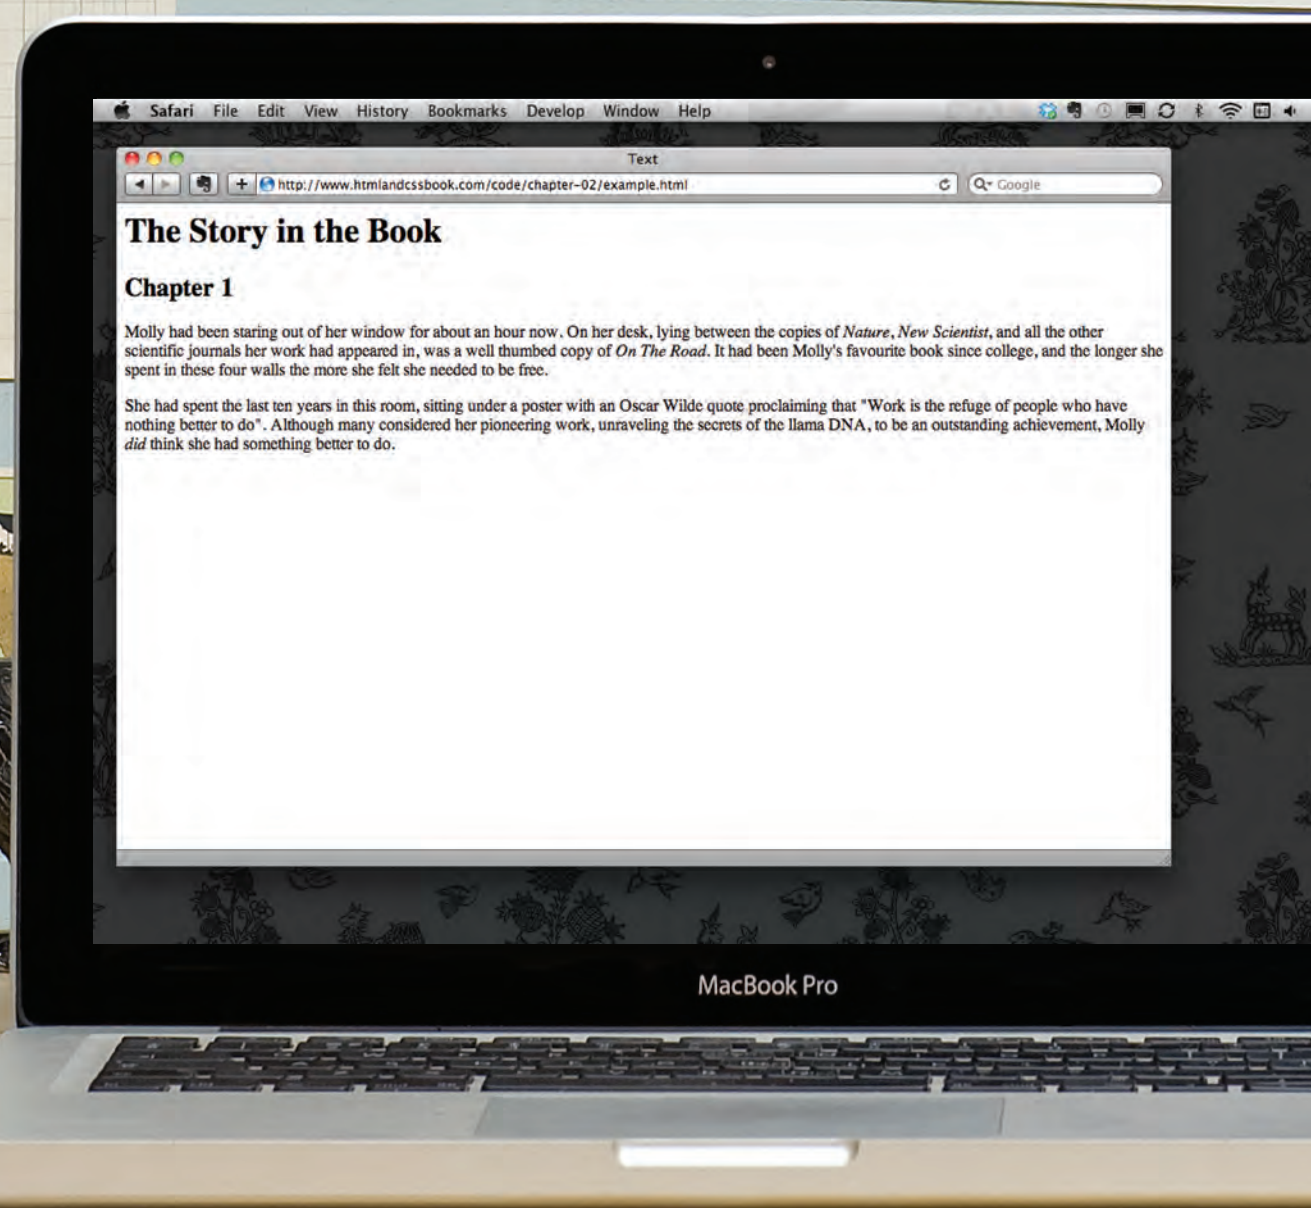 Safari File Edit View History Bookmarks Develop Window Help
Text
http://www.htmlandcssbook.com/code/chapter-02/example.html
Google
The Story in the Book
Chapter 1
Molly had been staring out of her window for about an hour now. On her desk, lying between the copies of Nature, New Scientist, and all the other
scientific journals her work had appeared in, was a well thumbed copy of On The Road. It had been Molly's favourite book since college, and the longer she
spent in these four walls the more she felt she needed to be free.
She had spent the last ten years in this room, sitting under a poster with an Oscar Wilde quote proclaiming that "Work is the refuge of people who have
nothing better to do". Although many considered her pioneering work, unraveling the secrets of the llama DNA, to be an outstanding achievement, Molly
did think she had something better to do.
MacBook Pro